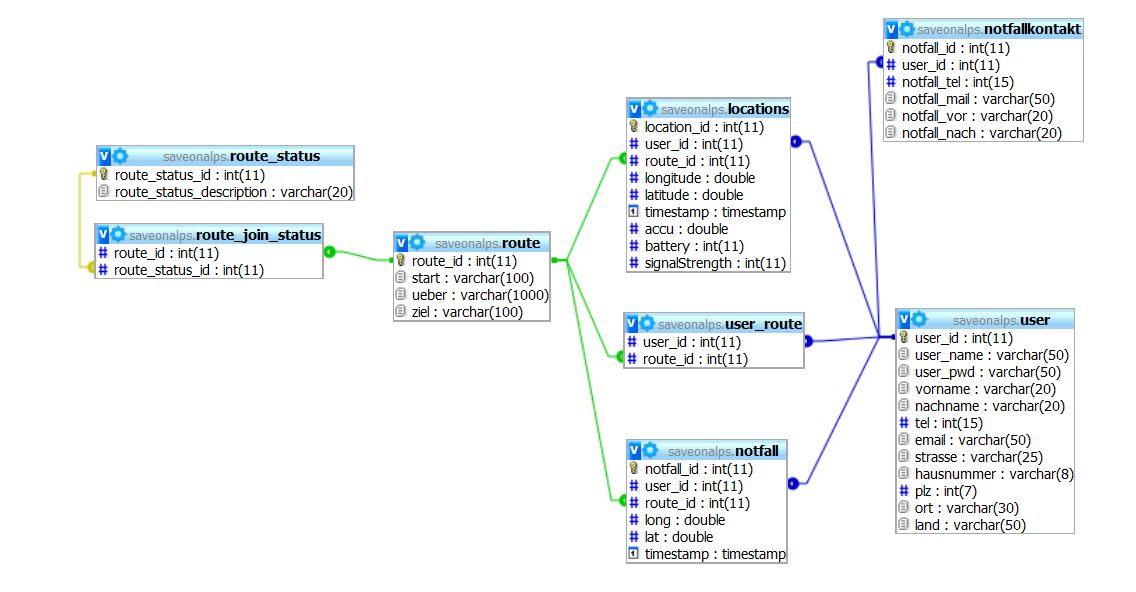 saveonalps.notfallkontakt
notfall_id : int(11)
user_id : int(11)
notfall_tel : int(15)
notfall_mail : varchar(50)
notfall_vor : varchar(20)
notfall_nach : varchar(20)
saveonalps.locations
location_id : int(11)
user_id : int(11)
route_id : int(11)
longitude : double
latitude : double
timestamp : timestamp
accu : double
battery : int(11)
signalStrength : int(11)
saveonalps.route_status
route_status_id : int(11)
route_status_description : varchar(20)
saveonalps.route_join_status
route_id : int(11)
route_status_id : int(11)
saveonalps.route
route_id : int(11)
start : varchar(100)
ueber : varchar(1000)
ziel : varchar(100)
saveonalps.user_route
user_id : int(11)
route_id : int(11)
saveonalps.user
user_id : int(11)
user_name : varchar(50)
user_pwd : varchar(50)
vorname : varchar(20)
nachname : varchar(20)
tel : int(15)
email : varchar(50)
strasse : varchar(25)
hausnummer : varchar(8)
plz : int(7)
ort : varchar(30)
land : varchar(50)
saveonalps.notfall
notfall_id : int(11)
user_id : int(11)
route_id : int(11)
long : double
lat : double
timestamp : timestamp